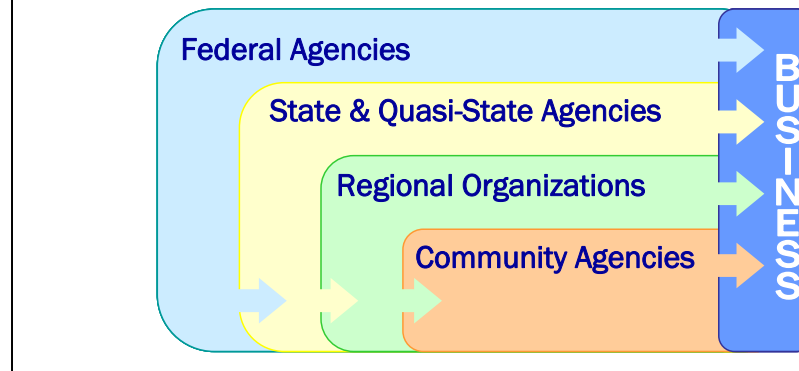 Federal Agencies
State & Quasi-State Agencies
Regional Organizations
Community Agencies
BUSINESS